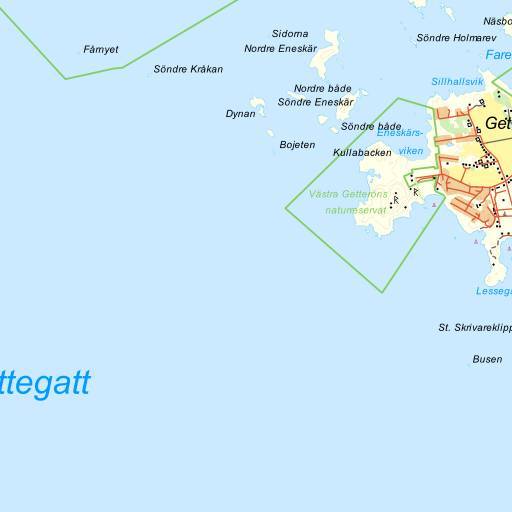 Näsbo
Sidorna
Söndre Holmarev
Fårnyet
Nordre Eneskär
Fare
Söndre Kråkan
Sillhallsvik
Nordre både
Söndre Eneskär
Dynan
Get
Söndre både
Eneskärs-
viken
Bojeten
Kullabacken
Västra Getteröns
naturreservat
R
R
Lessega
St. Skrivareklipp
Busen
ttegatt